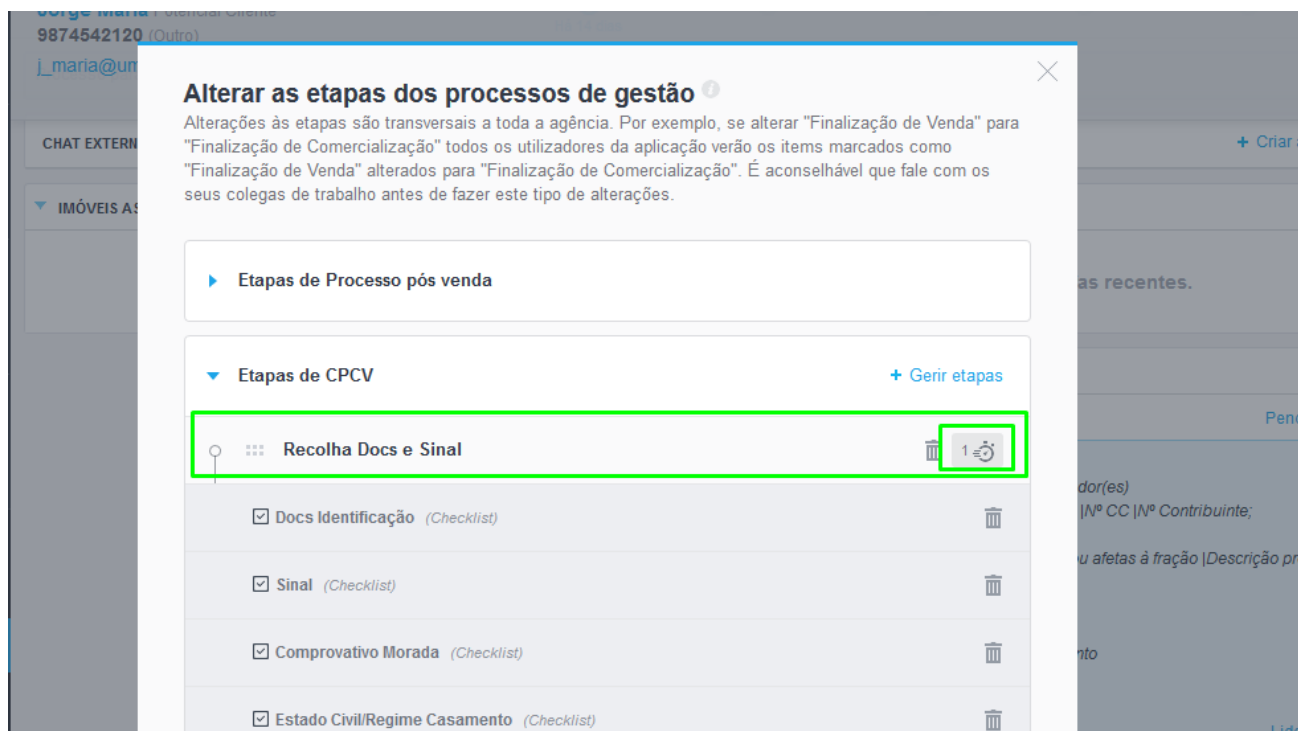 Jorge Maria Potencial Cliente
9874542120 (Outro)
j_maria@um
Alterar as etapas dos processos de gestão
Alterações às etapas são transversais a toda a agência. Por exemplo, se alterar "Finalização de Venda" para
"Finalização de Comercialização" todos os utilizadores da aplicação verão os items marcados como
"Finalização de Venda" alterados para "Finalização de Comercialização". É aconselhável que fale com os
seus colegas de trabalho antes de fazer este tipo de alterações.
CHAT EXTERN
+ Criar
IMÓVEIS AS
as recentes.
Etapas de Processo pós venda
Etapas de CPCV
+ Gerir etapas
Pen
Recolha Docs e Sinal
1
dor(es)
|Nº CC |Nº Contribuinte;
Docs Identificação (Checklist)
u afetas à fração |Descrição pr
Sinal (Checklist)
Comprovativo Morada (Checklist)
nto
Estado Civil/Regime Casamento (Checklist)